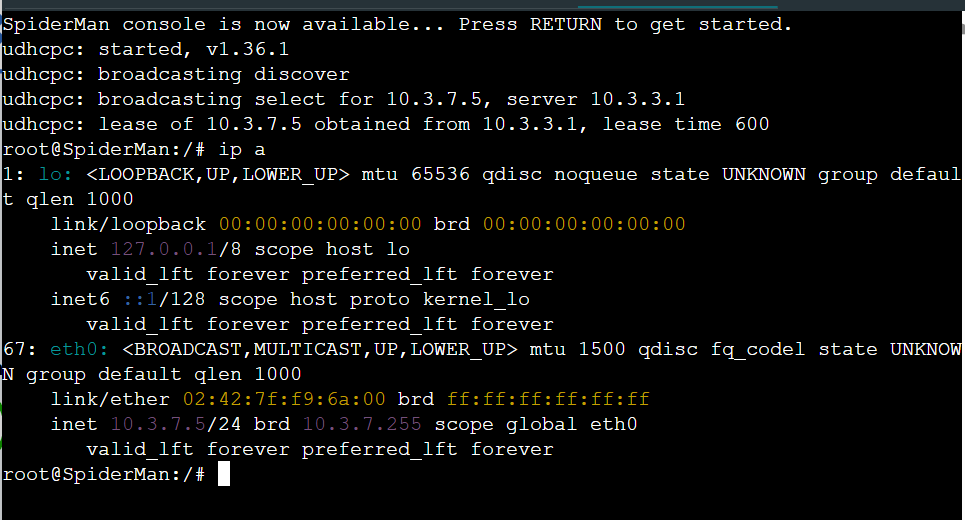 SpiderMan console is now available... Press RETURN to get started.
udhcpc: started, v1.36.1
udhcpc: broadcasting discover
udhcpc: broadcasting select for 10.3.7.5, server 10.3.3.1
udhcpc: lease of 10.3.7.5 obtained from 10.3.3.1, lease time 600
root@SpiderMan:/# ip a
1: lo: <LOOPBACK,UP,LOWER_UP> mtu 65536 qdisc noqueue state UNKNOWN group defaul
t qlen 1000
    link/loopback 00:00:00:00:00:00 brd 00:00:00:00:00:00
    inet 127.0.0.1/8 scope host lo
       valid_lft forever preferred_lft forever
    inet6 ::1/128 scope host proto kernel_lo
       valid_lft forever preferred_lft forever
67: eth0: <BROADCAST,MULTICAST,UP,LOWER_UP> mtu 1500 qdisc fq_codel state UNKNOW
N group default qlen 1000
    link/ether 02:42:7f:f9:6a:00 brd ff:ff:ff:ff:ff:ff
    inet 10.3.7.5/24 brd 10.3.7.255 scope global eth0
       valid_lft forever preferred_lft forever
root@SpiderMan:/#